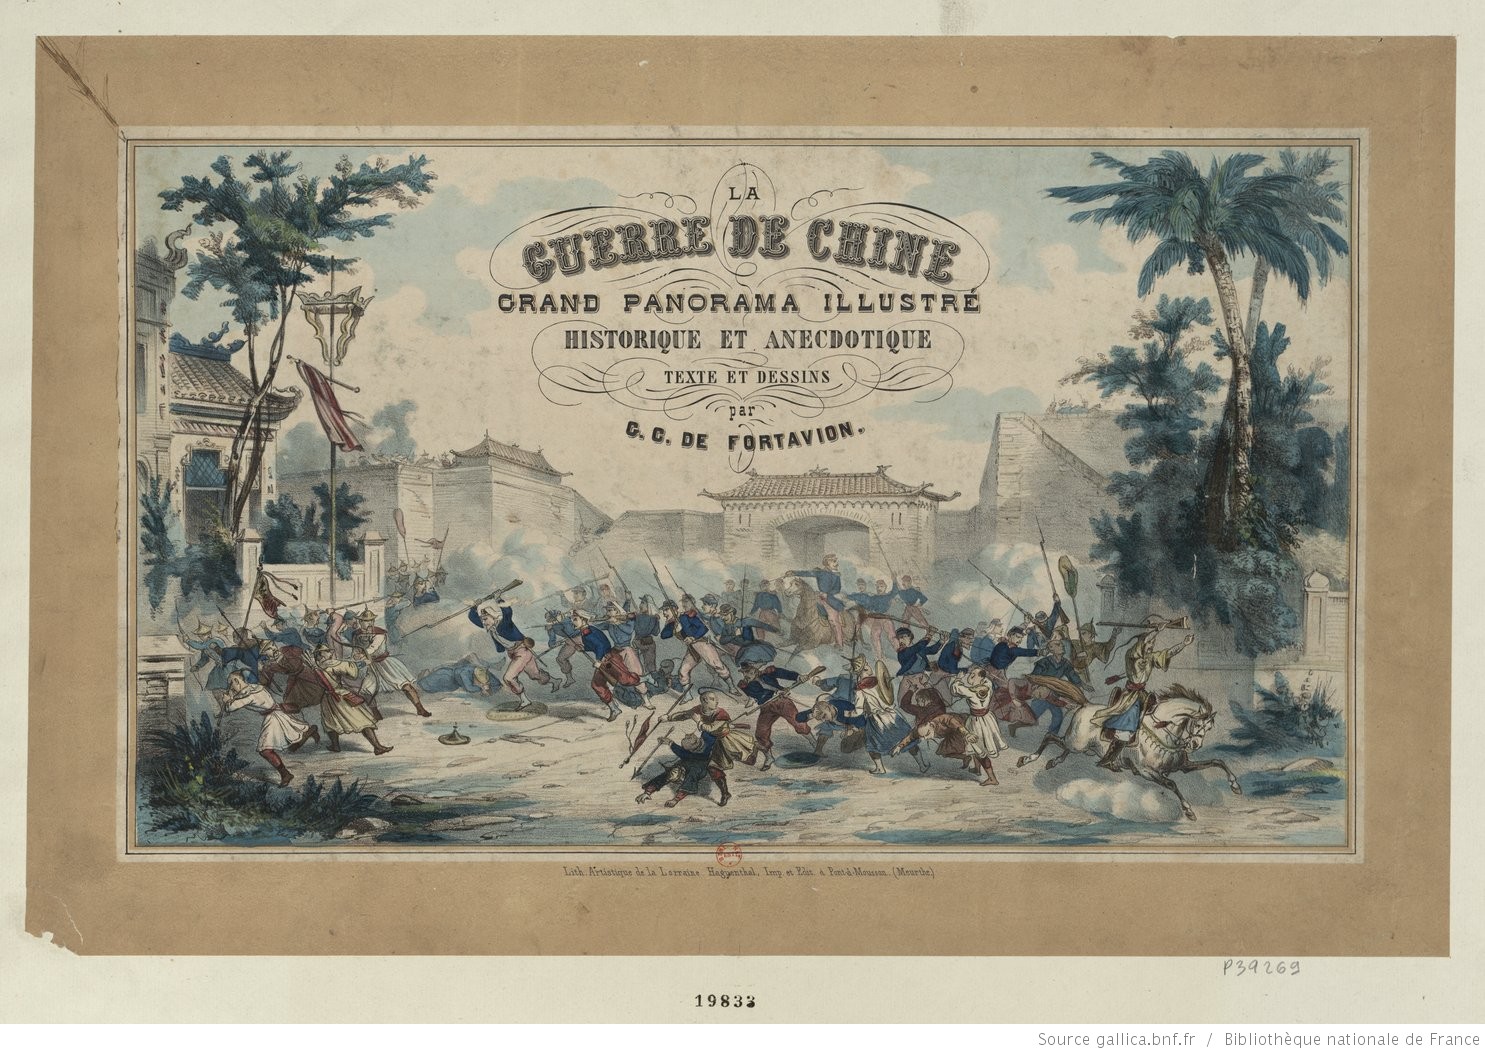 LA
GUERRE DE CHINE
GRAND PANORAMA ILLUSTRÉ
HISTORIQUE ET ANECDOTIQUE
TEXTE ET DESSINS
par
G. C. DE FORTAVION.
Lith. Artistique de la Lorraine. Haguenthal, Imp. et Edit. à Pont-à-Mousson. (Meurthe)
P39269
19833
Source gallica.bnf.fr / Bibliothèque nationale de France